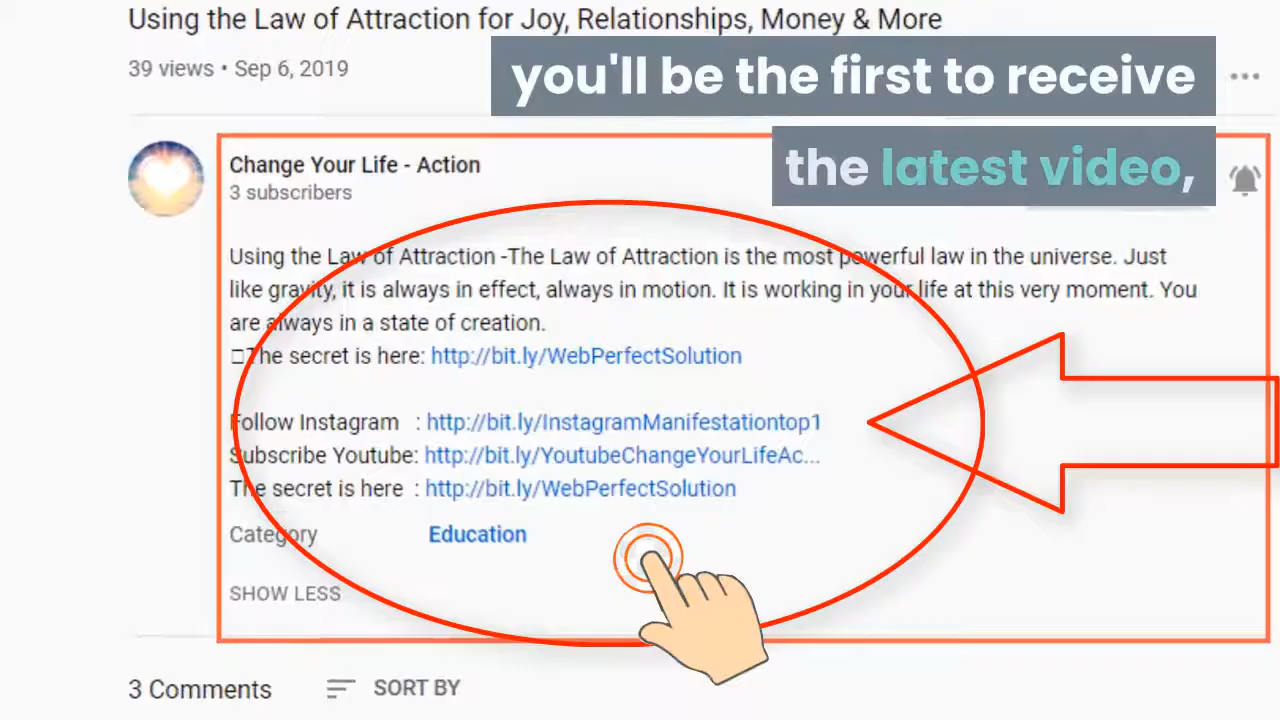 Using the Law of Attraction for Joy, Relationships, Money & More
you'll be the first to receive
39 views • Sep 6, 2019
the latest video,
Change Your Life - Action
3 subscribers
Using the Law of Attraction -The Law of Attraction is the most powerful law in the universe. Just
like gravity, it is always in effect, always in motion. It is working in your life at this very moment. You
are always in a state of creation.
The secret is here: http://bit.ly/WebPerfectSolution
Follow Instagram : http://bit.ly/InstagramManifestationtop1
Subscribe Youtube: http://bit.ly/YoutubeChangeYourLifeAc...
The secret is here : http://bit.ly/WebPerfectSolution
Category Education
SHOW LESS
3 Comments SORT BY